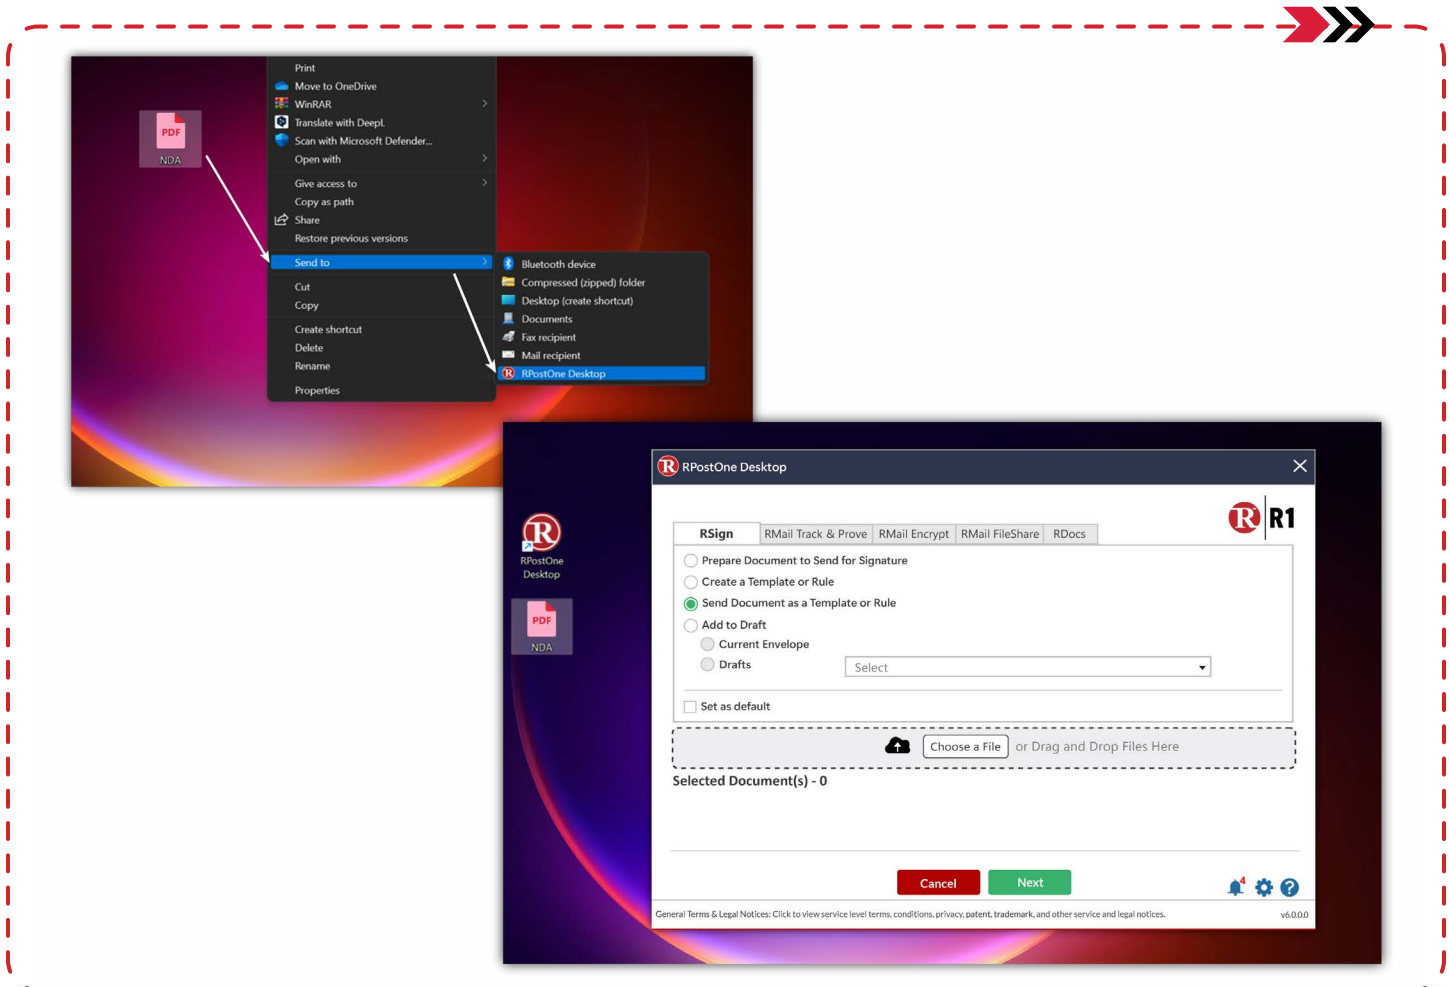 Print
Move to OneDrive
WinRAR
Translate with DeepL
Scan with Microsoft Defender...
Open with
PDF
NDA
Give access to
Copy as path
Share
Restore previous versions
Send to
Cut
Copy
Create shortcut
Delete
Rename
Properties
Bluetooth device
Compressed (zipped) folder
Desktop (create shortcut)
Documents
Fax recipient
Mail recipient
R RPostOne Desktop
R RPostOne Desktop
R R1
R
RPostOne
Desktop
PDF
NDA
RSign RMail Track & Prove RMail Encrypt RMail FileShare RDocs
Prepare Document to Send for Signature
Create a Template or Rule
Send Document as a Template or Rule
Add to Draft
Current Envelope
Drafts Select
Set as default
Choose a File or Drag and Drop Files Here
Selected Document(s) - 0
Cancel Next
4 ?
General Terms & Legal Notices: Click to view service level terms, conditions, privacy, patent, trademark, and other service and legal notices. v6.0.0.0